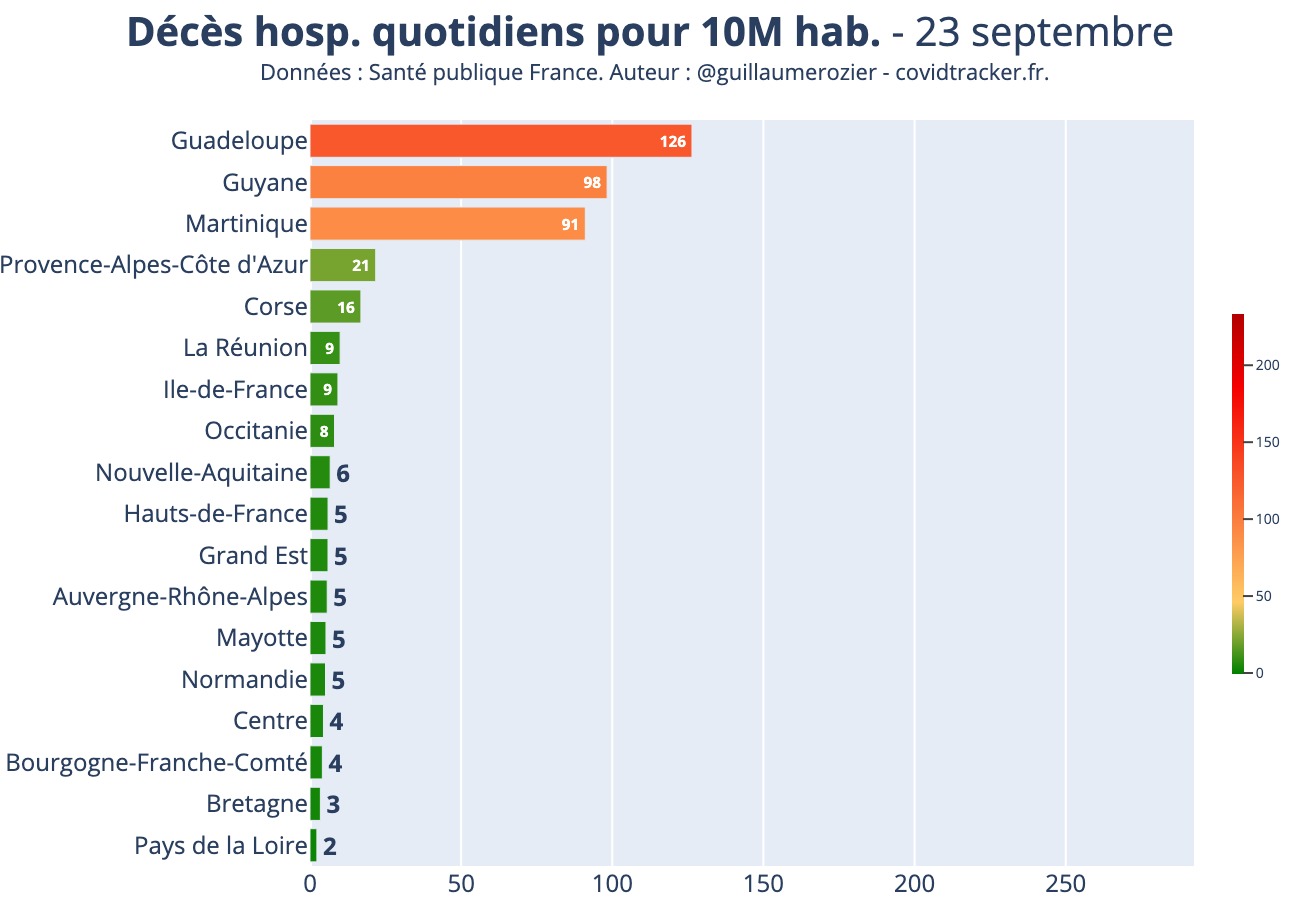 Décès hosp. quotidiens pour 10M hab. - 23 septembre
Données : Santé publique France. Auteur : @guillaumerozier - covidtracker.fr.
Guadeloupe 126
Guyane 98
Martinique 91
Provence-Alpes-Côte d'Azur 21
Corse 16
La Réunion 9
Ile-de-France 9
Occitanie 8
Nouvelle-Aquitaine 6
Hauts-de-France 5
Grand Est 5
Auvergne-Rhône-Alpes 5
Mayotte 5
Normandie 5
Centre 4
Bourgogne-Franche-Comté 4
Bretagne 3
Pays de la Loire 2
0 50 100 150 200 250
200
150
100
50
0